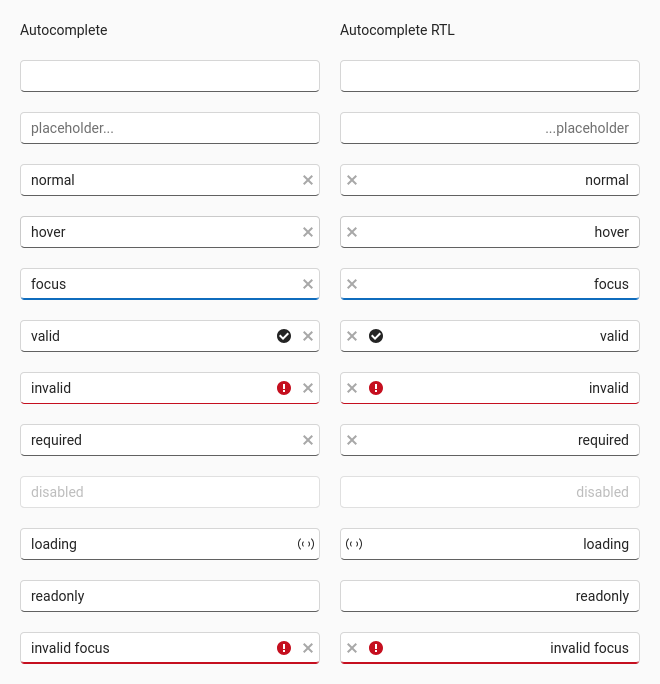 Autocomplete
Autocomplete RTL
placeholder...
...placeholder
normal
normal
hover
hover
focus
focus
valid
valid
invalid
invalid
required
required
disabled
disabled
loading
loading
readonly
readonly
invalid focus
invalid focus